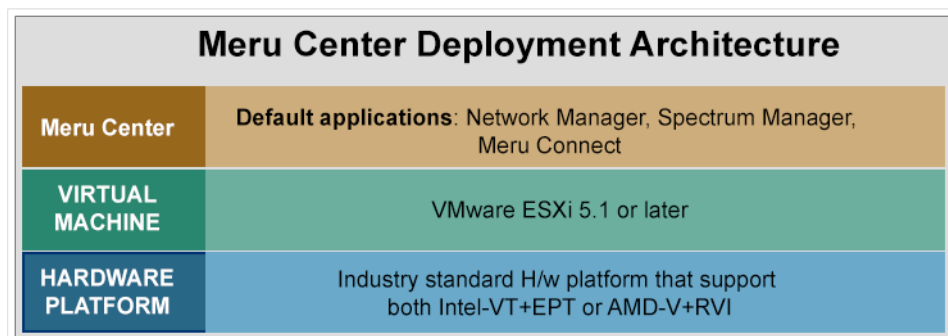 Meru Center Deployment Architecture
Meru Center
Default applications: Network Manager, Spectrum Manager,
Meru Connect
VIRTUAL
MACHINE
VMware ESXi 5.1 or later
HARDWARE
PLATFORM
Industry standard H/w platform that support
both Intel-VT+EPT or AMD-V+RVI